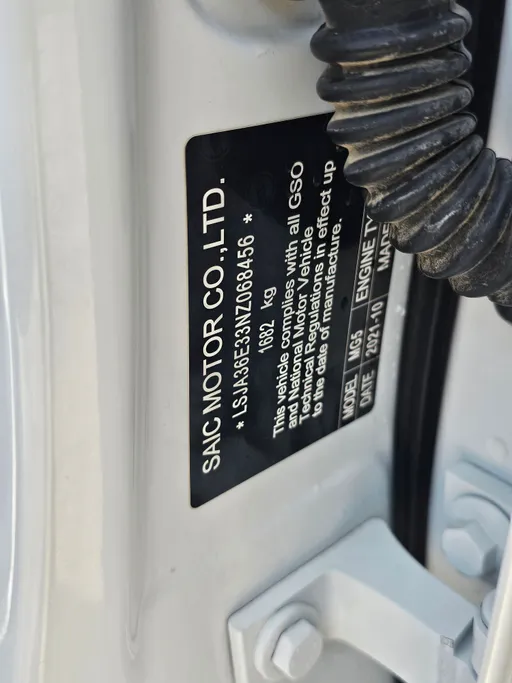 SAIC MOTOR CO.,LTD.
* LSJA36E33NZ068456 *
1682 kg
This vehicle complies with all GSO
and National Motor Vehicle
Technical Regulations in effect up
to the date of manufacture.
MODEL MG5 ENGINE
DATE 2021-10